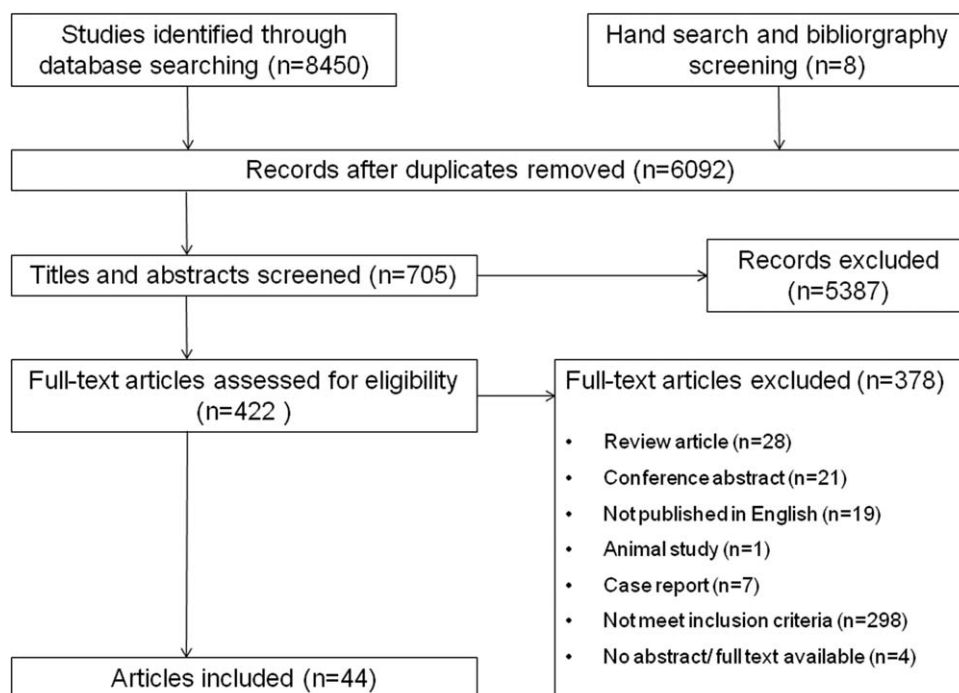 Studies identified through
database searching (n=8450)
Hand search and bibliorgraphy
screening (n=8)
Records after duplicates removed (n=6092)
Titles and abstracts screened (n=705)
Records excluded
(n=5387)
Full-text articles assessed for eligibility
(n=422 )
Full-text articles excluded (n=378)
• Review article (n=28)
• Conference abstract (n=21)
• Not published in English (n=19)
• Animal study (n=1)
• Case report (n=7)
• Not meet inclusion criteria (n=298)
• No abstract/ full text available (n=4)
Articles included (n=44)